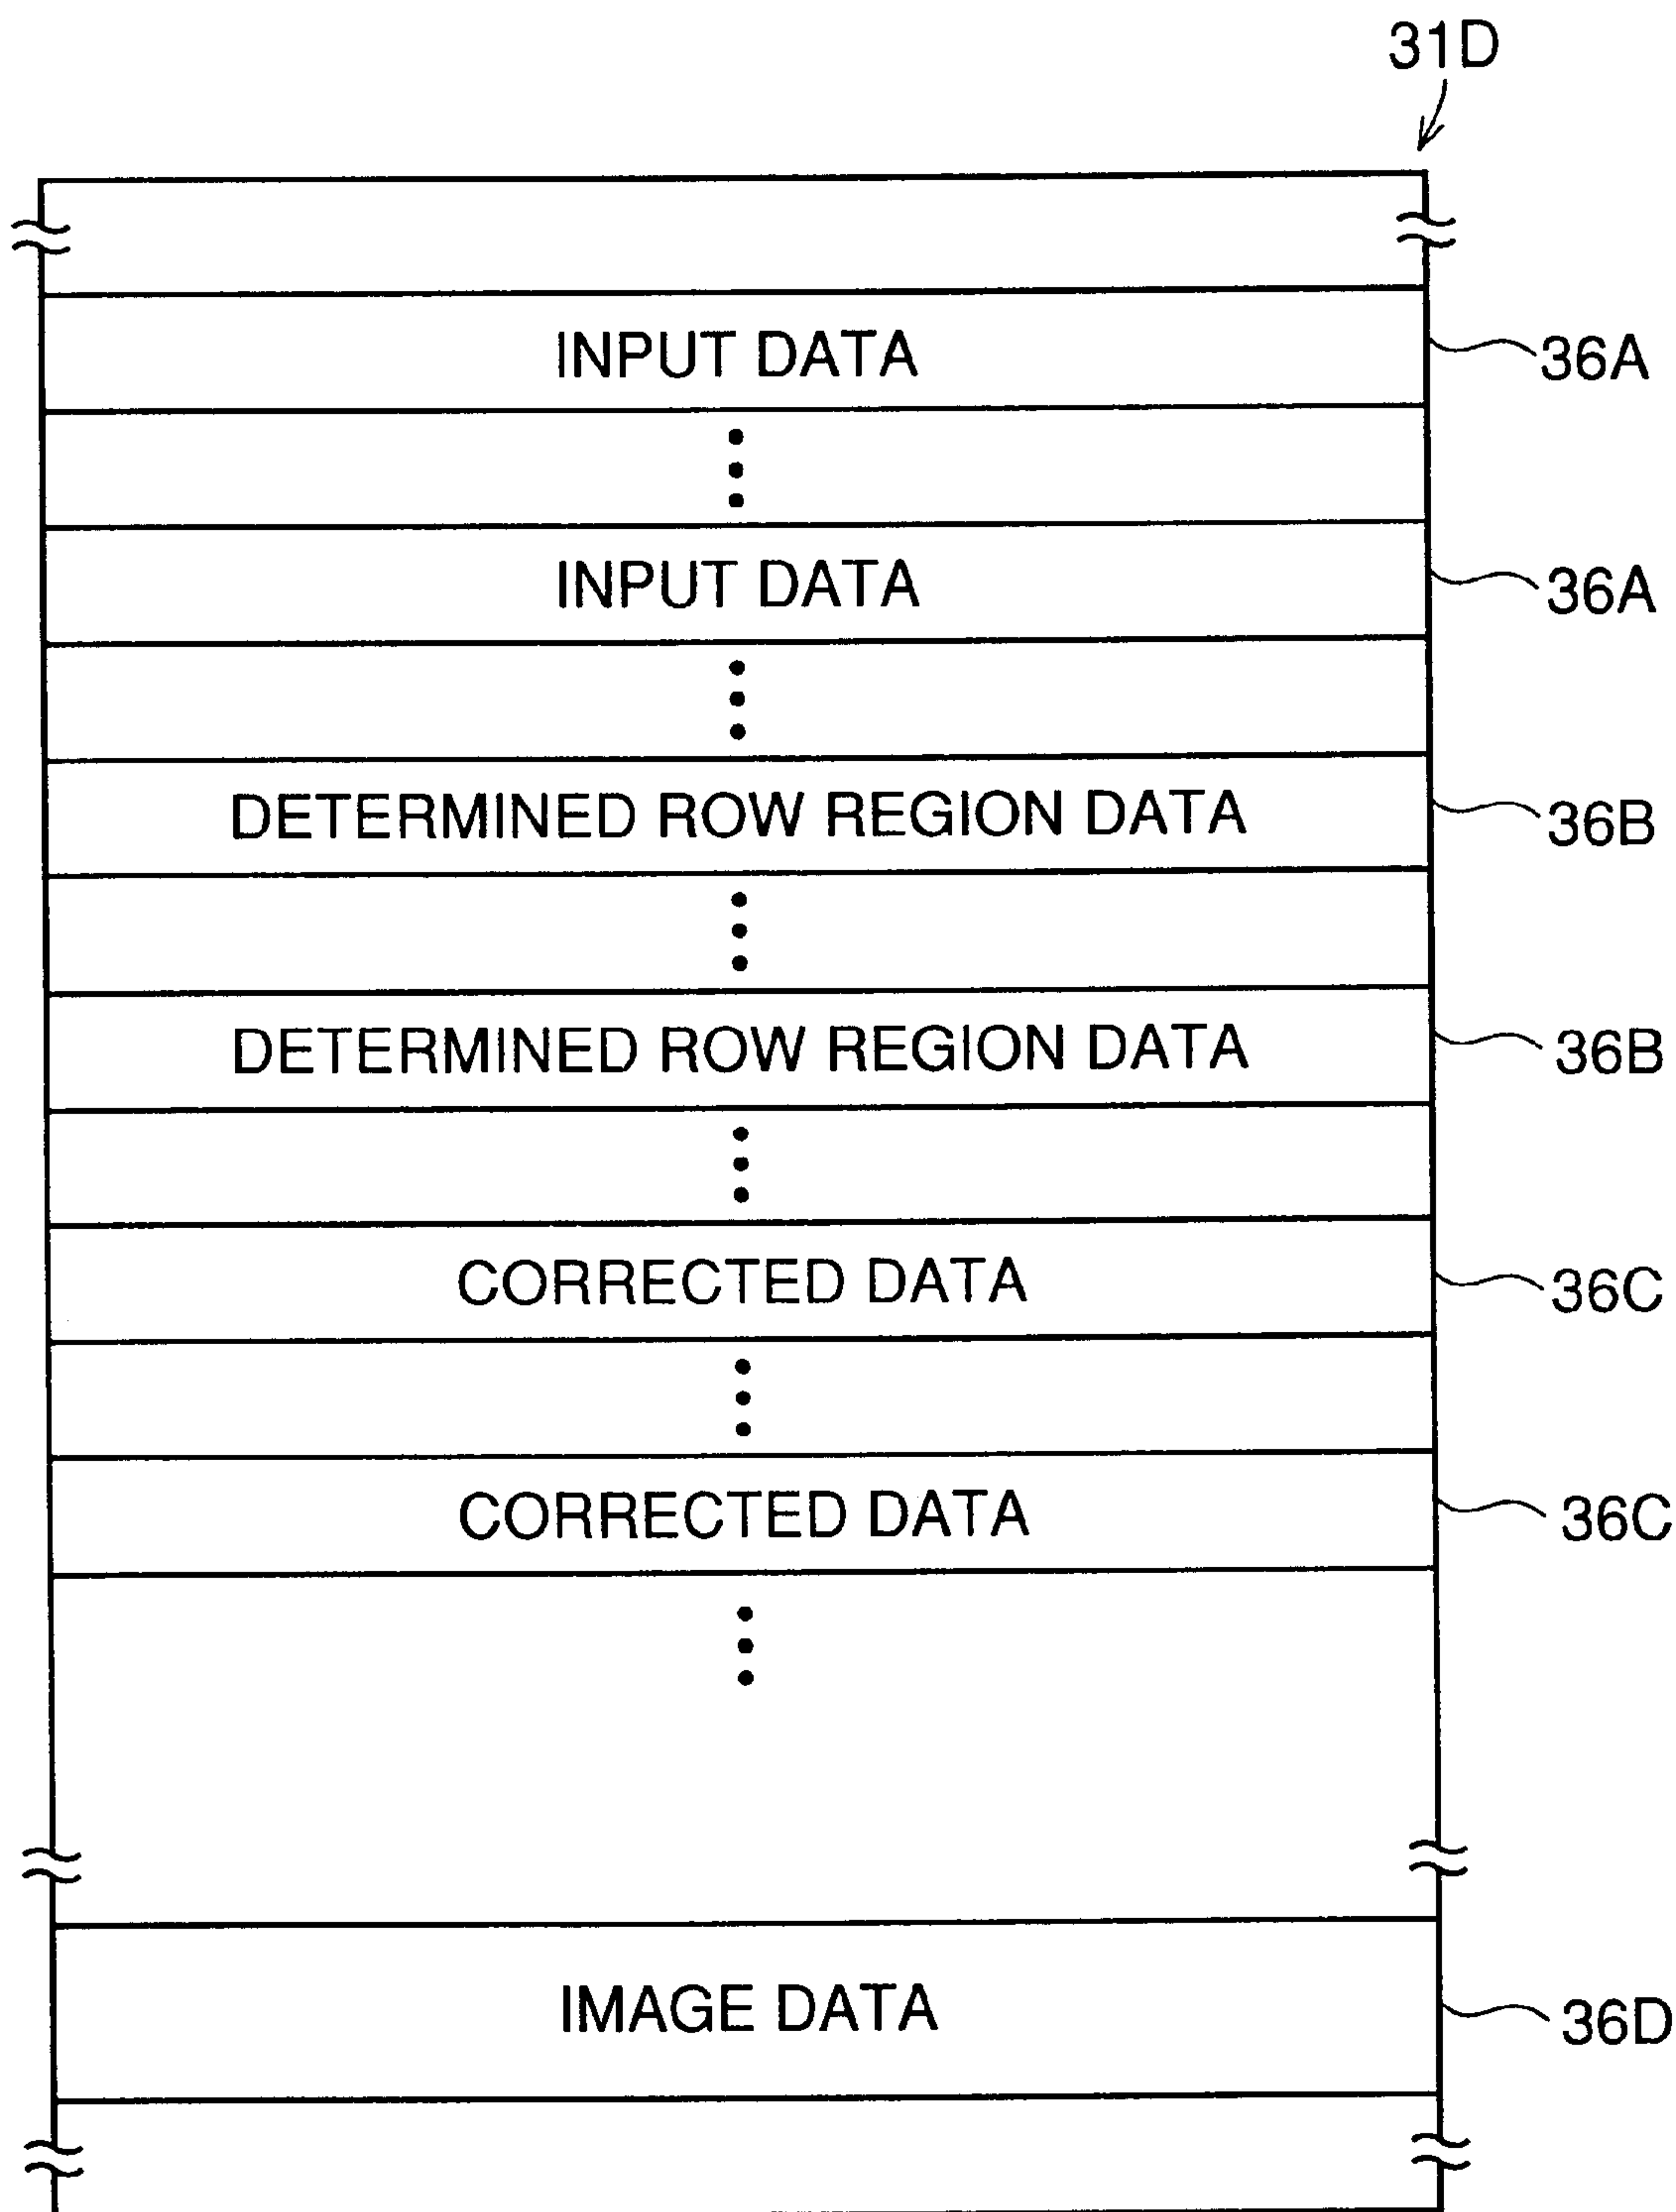 31D
INPUT DATA 36A
INPUT DATA 36A
DETERMINED ROW REGION DATA 36B
DETERMINED ROW REGION DATA 36B
CORRECTED DATA 36C
CORRECTED DATA 36C
IMAGE DATA 36D